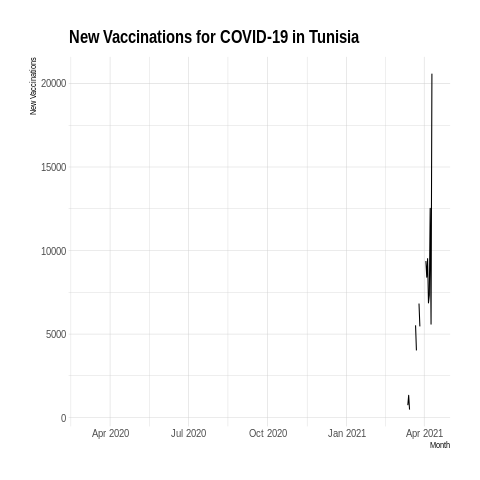 New Vaccinations for COVID-19 in Tunisia
New Vaccinations
20000
15000
10000
5000
0
Apr 2020 Jul 2020 Oct 2020 Jan 2021 Apr 2021
Month